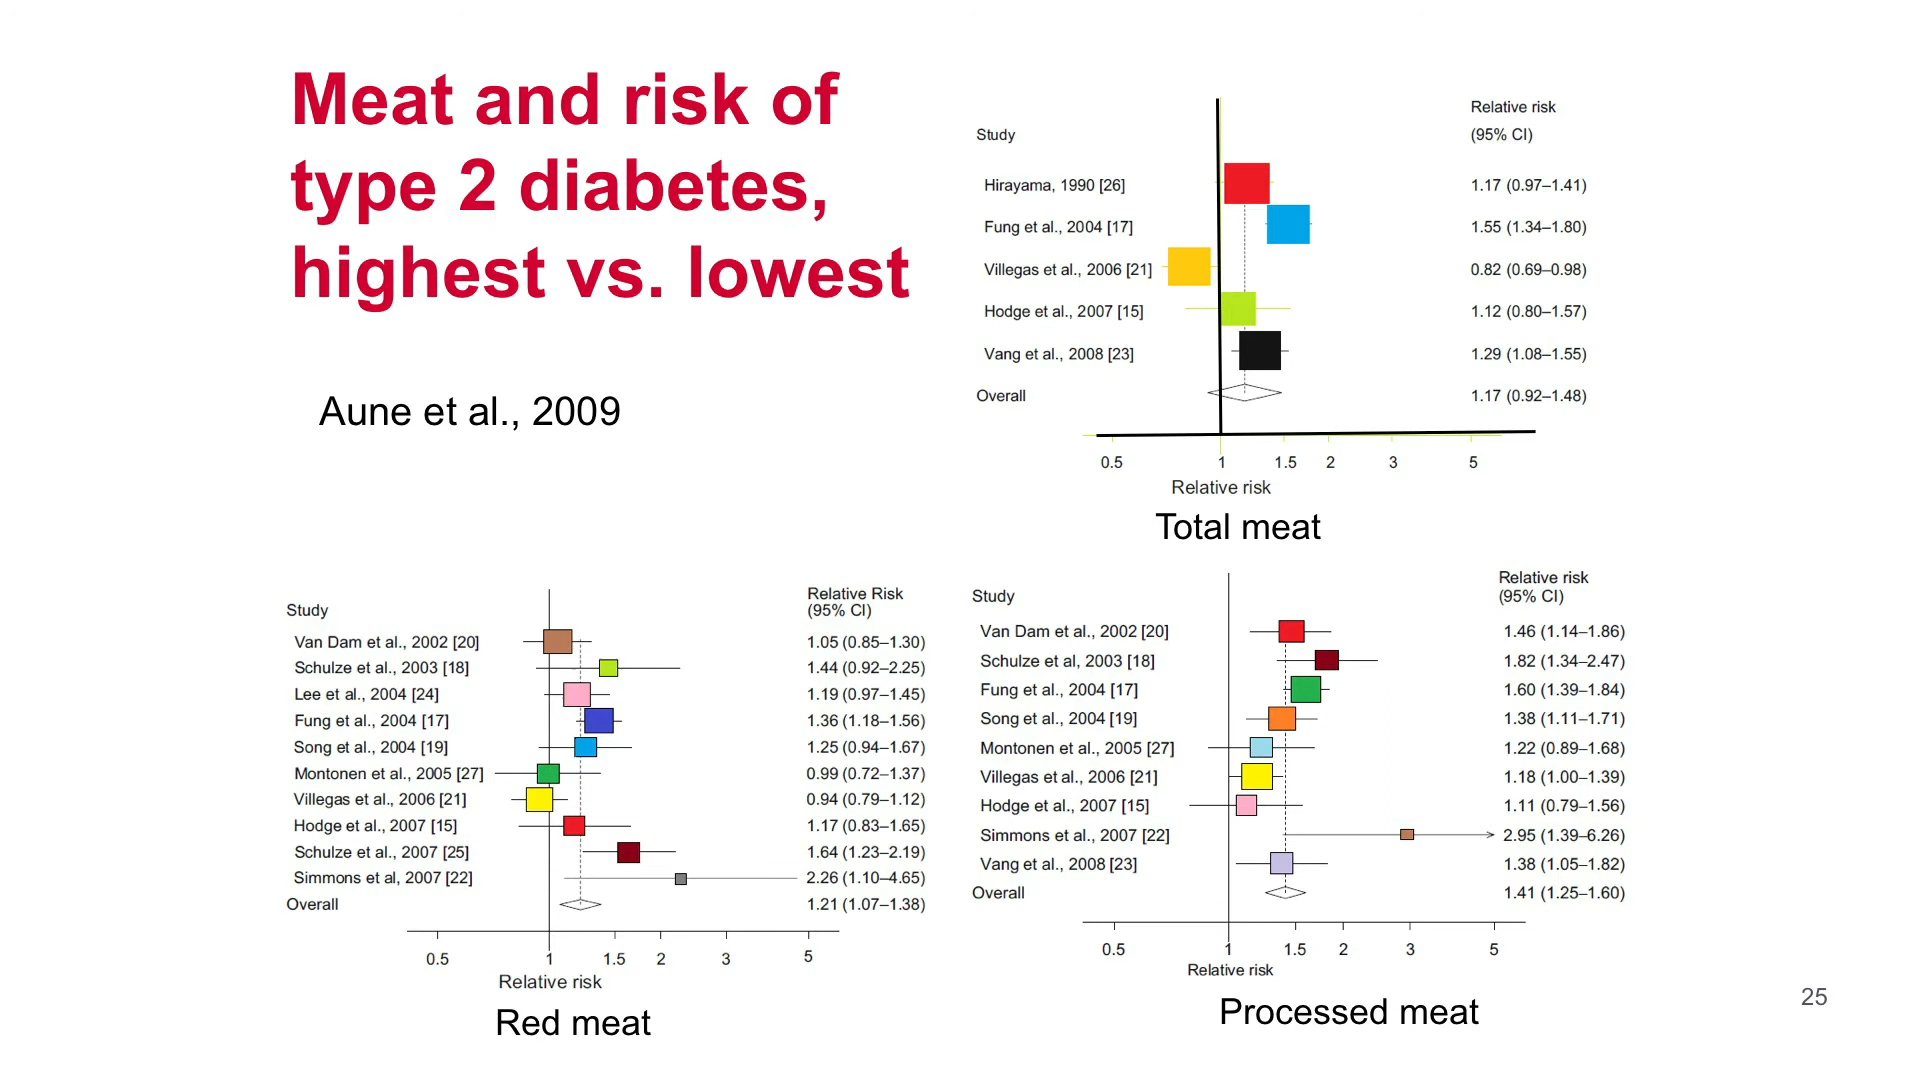 Meat and risk of
type 2 diabetes,
highest vs. lowest
Aune et al., 2009
Relative risk
Study (95% CI)
Hirayama, 1990 [26] 1.17 (0.97–1.41)
Fung et al., 2004 [17] 1.55 (1.34–1.80)
Villegas et al., 2006 [21] 0.82 (0.69–0.98)
Hodge et al., 2007 [15] 1.12 (0.80–1.57)
Vang et al., 2008 [23] 1.29 (1.08–1.55)
Overall 1.17 (0.92–1.48)
0.5 1 1.5 2 3 5
Relative risk
Total meat
Relative Risk
Study (95% CI)
Van Dam et al., 2002 [20] 1.05 (0.85–1.30)
Schulze et al., 2003 [18] 1.44 (0.92–2.25)
Lee et al., 2004 [24] 1.19 (0.97–1.45)
Fung et al., 2004 [17] 1.36 (1.18–1.56)
Song et al., 2004 [19] 1.25 (0.94–1.67)
Montonen et al., 2005 [27] 0.99 (0.72–1.37)
Villegas et al., 2006 [21] 0.94 (0.79–1.12)
Hodge et al., 2007 [15] 1.17 (0.83–1.65)
Schulze et al., 2007 [25] 1.64 (1.23–2.19)
Simmons et al, 2007 [22] 2.26 (1.10–4.65)
Overall 1.21 (1.07–1.38)
0.5 1 1.5 2 3 5
Relative risk
Red meat
Relative risk
Study (95% CI)
Van Dam et al., 2002 [20] 1.46 (1.14–1.86)
Schulze et al, 2003 [18] 1.82 (1.34–2.47)
Fung et al., 2004 [17] 1.60 (1.39–1.84)
Song et al., 2004 [19] 1.38 (1.11–1.71)
Montonen et al., 2005 [27] 1.22 (0.89–1.68)
Villegas et al., 2006 [21] 1.18 (1.00–1.39)
Hodge et al., 2007 [15] 1.11 (0.79–1.56)
Simmons et al., 2007 [22] 2.95 (1.39–6.26)
Vang et al., 2008 [23] 1.38 (1.05–1.82)
Overall 1.41 (1.25–1.60)
0.5 1 1.5 2 3 5
Relative risk
Processed meat
25